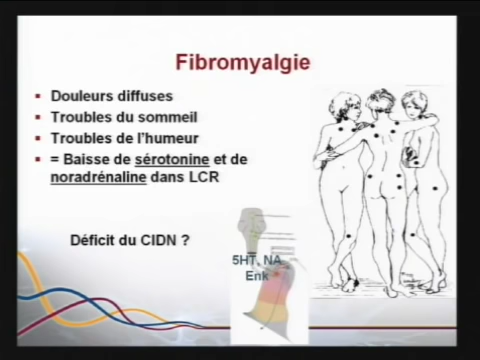 Fibromyalgie
▪ Douleurs diffuses
▪ Troubles du sommeil
▪ Troubles de l'humeur
▪ = Baisse de sérotonine et de
noradrénaline dans LCR
Déficit du CIDN ?
5HT, NA,
Enk